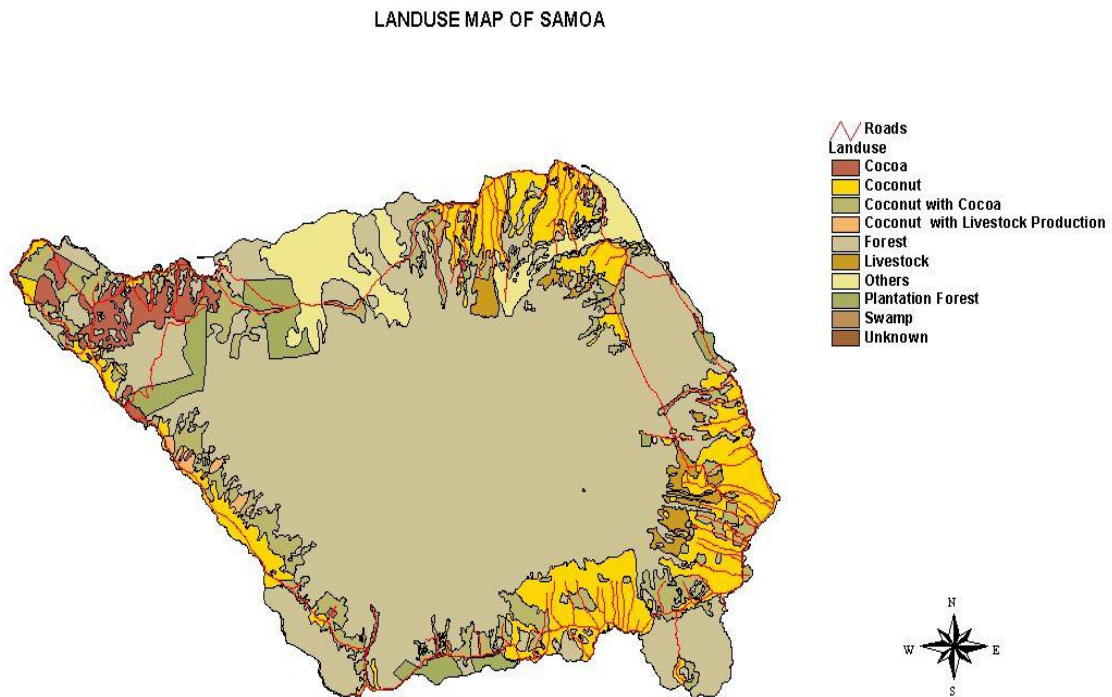 LANDUSE MAP OF SAMOA
Roads
Landuse
Cocoa
Coconut
Coconut with Cocoa
Coconut with Livestock Production
Forest
Livestock
Others
Plantation Forest
Swamp
Unknown
N
W E
S